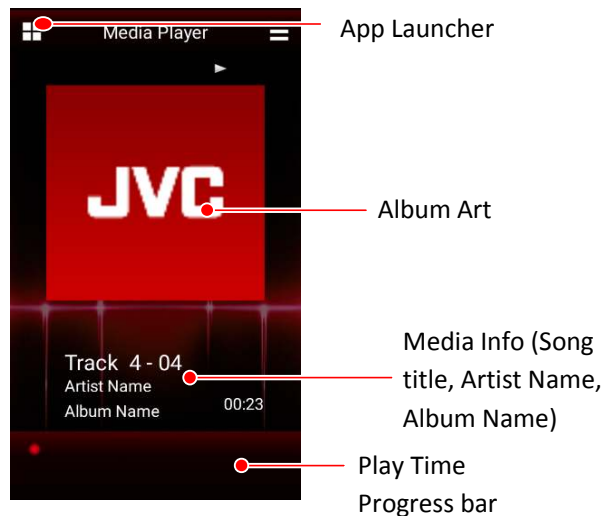 Media Player
App Launcher
JVC
Album Art
Track 4 - 04
Artist Name
Album Name
00:23
Media Info (Song
title, Artist Name,
Album Name)
Play Time
Progress bar